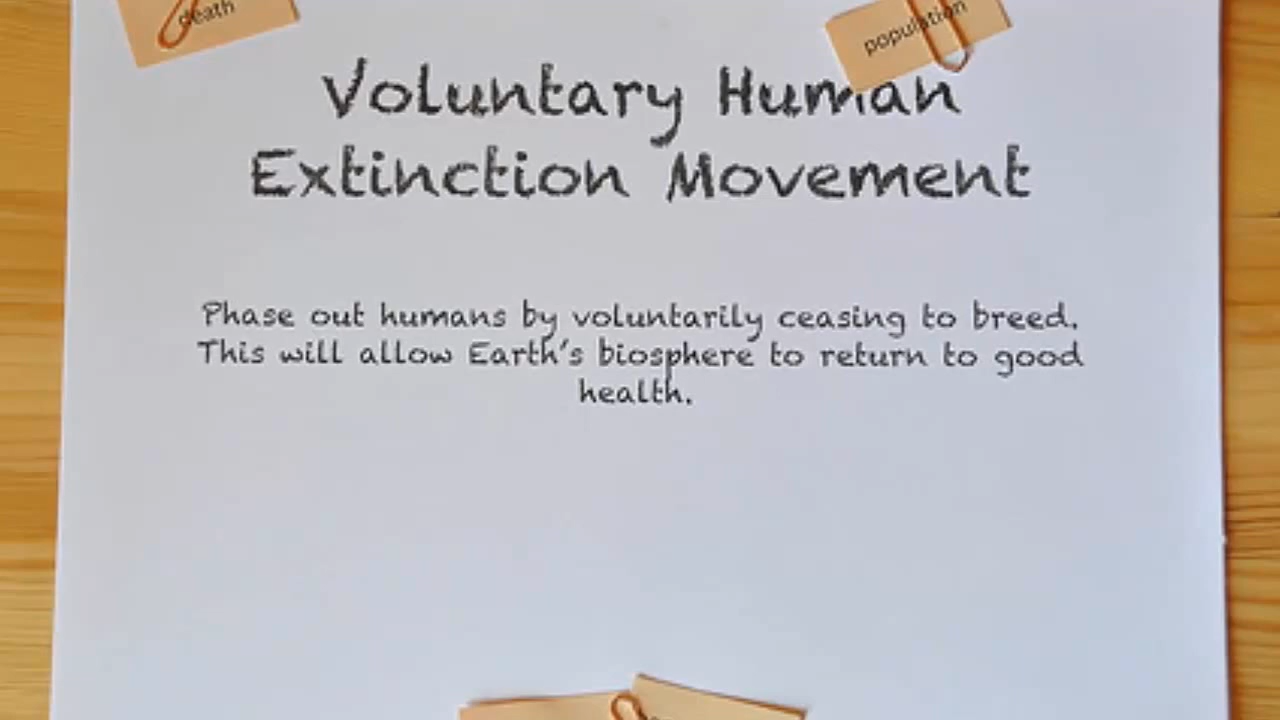 death
population
Voluntary Human
Extinction Movement
Phase out humans by voluntarily ceasing to breed.
This will allow Earth's biosphere to return to good
health.